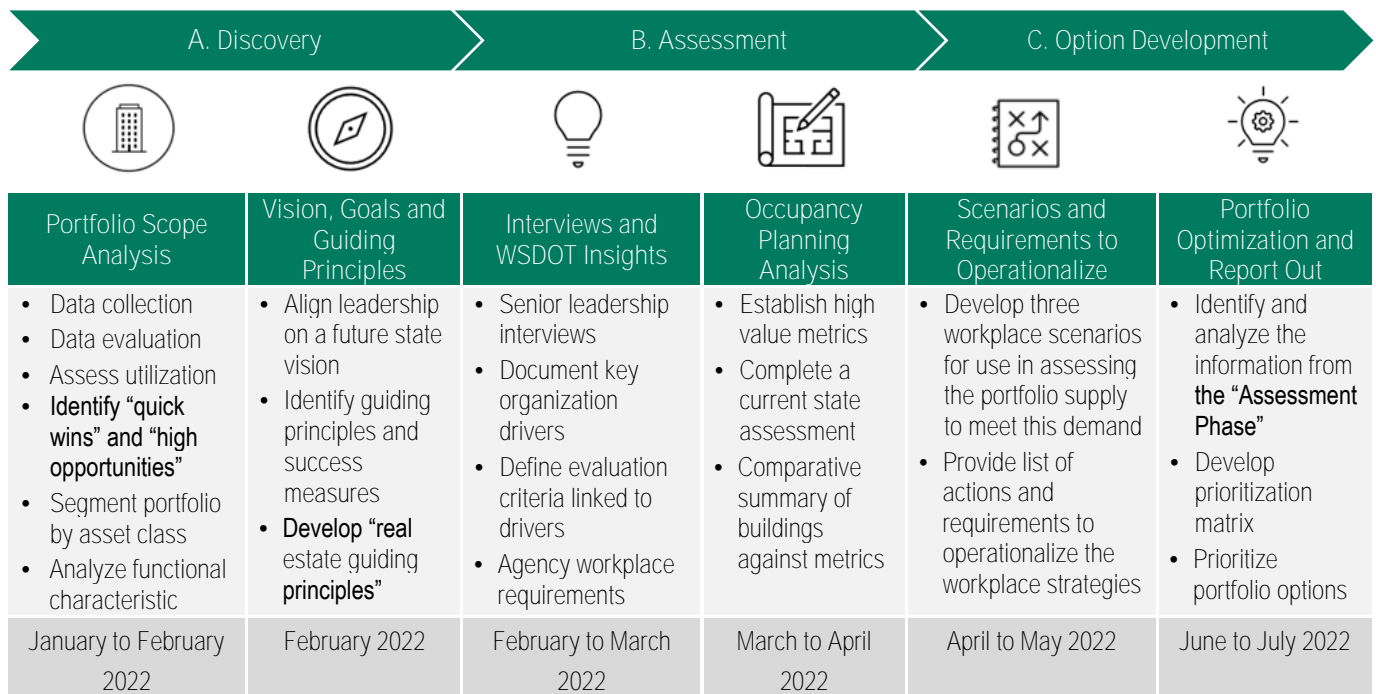 A. Discovery
B. Assessment
C. Option Development
Portfolio Scope
Analysis
• Data collection
• Data evaluation
• Assess utilization
• Identify “quick
wins” and “high
opportunities”
• Segment portfolio
by asset class
• Analyze functional
characteristic
January to February
2022
Vision, Goals and
Guiding
Principles
• Align leadership
on a future state
vision
• Identify guiding
principles and
success
measures
• Develop “real
estate guiding
principles”
February 2022
Interviews and
WSDOT Insights
• Senior leadership
interviews
• Document key
organization
drivers
• Define evaluation
criteria linked to
drivers
• Agency workplace
requirements
February to March
2022
Occupancy
Planning
Analysis
• Establish high
value metrics
• Complete a
current state
assessment
• Comparative
summary of
buildings
against metrics
March to April
2022
Scenarios and
Requirements to
Operationalize
• Develop three
workplace scenarios
for use in assessing
the portfolio supply
to meet this demand
• Provide list of
actions and
requirements to
operationalize the
workplace strategies
April to May 2022
Portfolio
Optimization and
Report Out
• Identify and
analyze the
information from
the “Assessment
Phase”
• Develop
prioritization
matrix
• Prioritize
portfolio options
June to July 2022